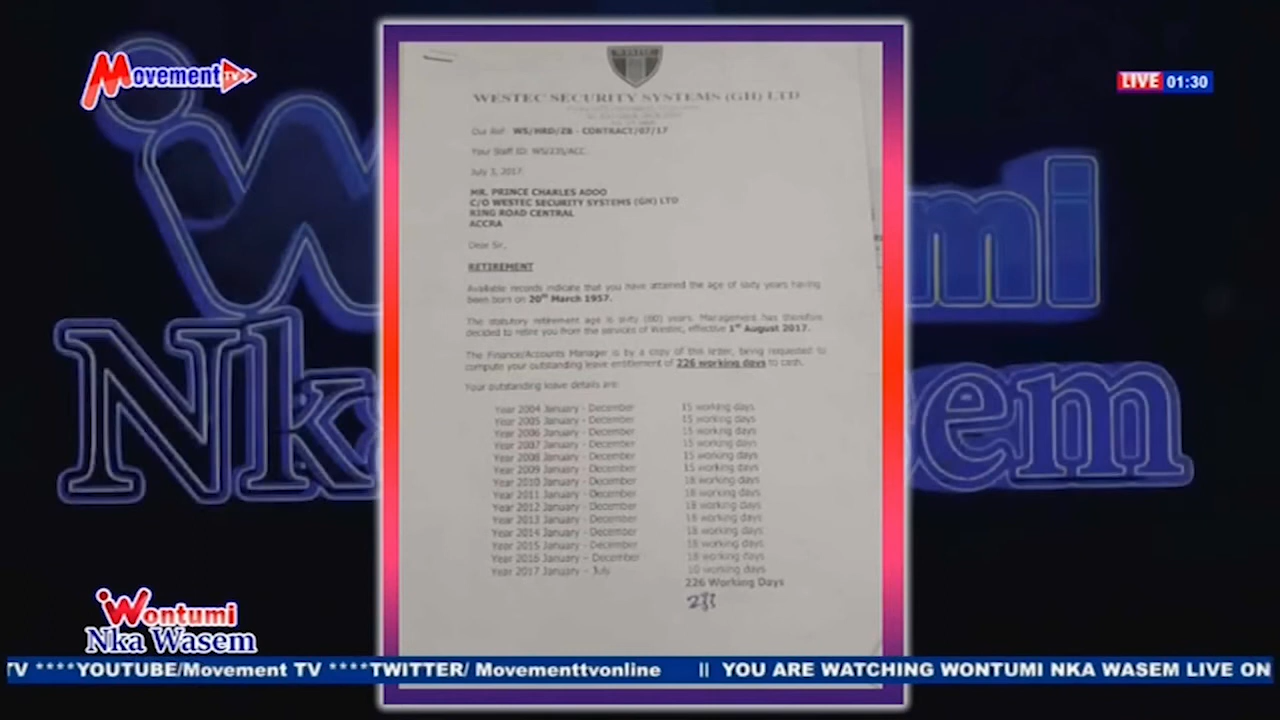 Movement TV
LIVE 01:30
WESTEC
WESTEC SECURITY SYSTEMS (GH) LTD
Our Ref: WS/HRD/ZB - CONTRACT/07/17
Your Staff ID: WS/235/ACC
July 3, 2017.
MR. PRINCE CHARLES ADDO
C/O WESTEC SECURITY SYSTEMS (GH) LTD
RING ROAD CENTRAL
ACCRA
Dear Sir,
RETIREMENT
Available records indicate that you have attained the age of sixty years having
been born on 20th March 1957.
The statutory retirement age is sixty (60) years. Management has therefore
decided to retire you from the services of Westec, effective 1st August 2017.
The Finance/Accounts Manager is by a copy of this letter, being requested to
compute your outstanding leave entitlement of 226 working days to cash.
Your outstanding leave details are:
Year 2004 January - December 15 working days
Year 2005 January - December 15 working days
Year 2006 January - December 15 working days
Year 2007 January - December 15 working days
Year 2008 January - December 15 working days
Year 2009 January - December 15 working days
Year 2010 January - December 18 working days
Year 2011 January - December 18 working days
Year 2012 January - December 18 working days
Year 2013 January - December 18 working days
Year 2014 January - December 18 working days
Year 2015 January - December 18 working days
Year 2016 January - December 18 working days
Year 2017 January - July 10 working days
226 Working Days
Wontumi
Nka Wasem
TV ****YOUTUBE/Movement TV ****TWITTER/ Movementtvonline || YOU ARE WATCHING WONTUMI NKA WASEM LIVE ON